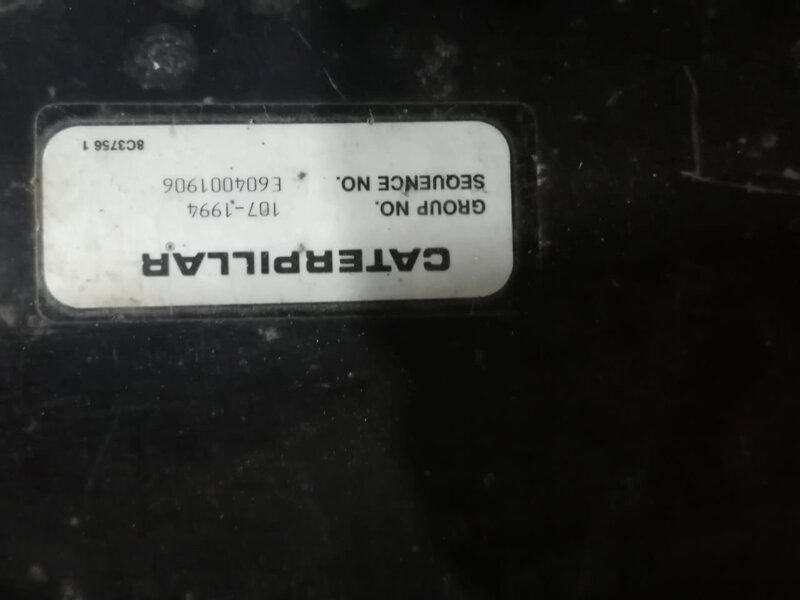 CATERPILLAR
GROUP NO. 107-1994
SEQUENCE NO. E604001906
8C3756 1